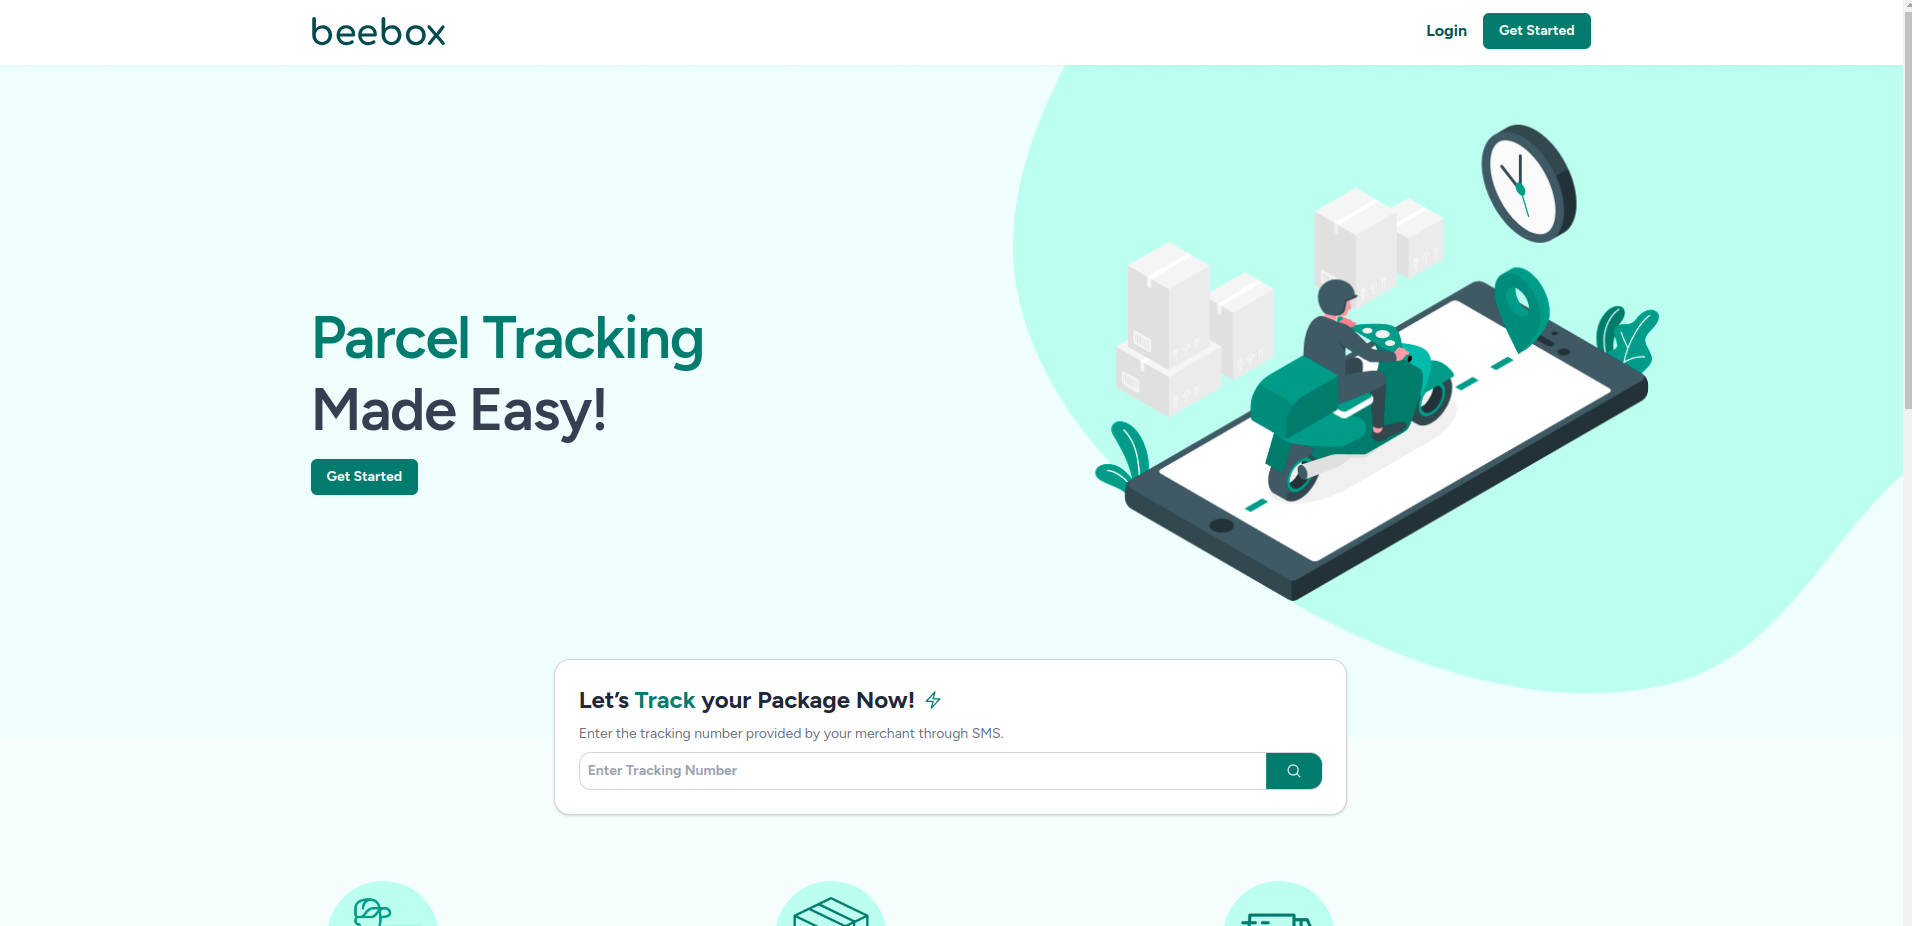 beebox
Login
Get Started
Parcel Tracking
Made Easy!
Get Started
Let’s Track your Package Now!
Enter the tracking number provided by your merchant through SMS.
Enter Tracking Number